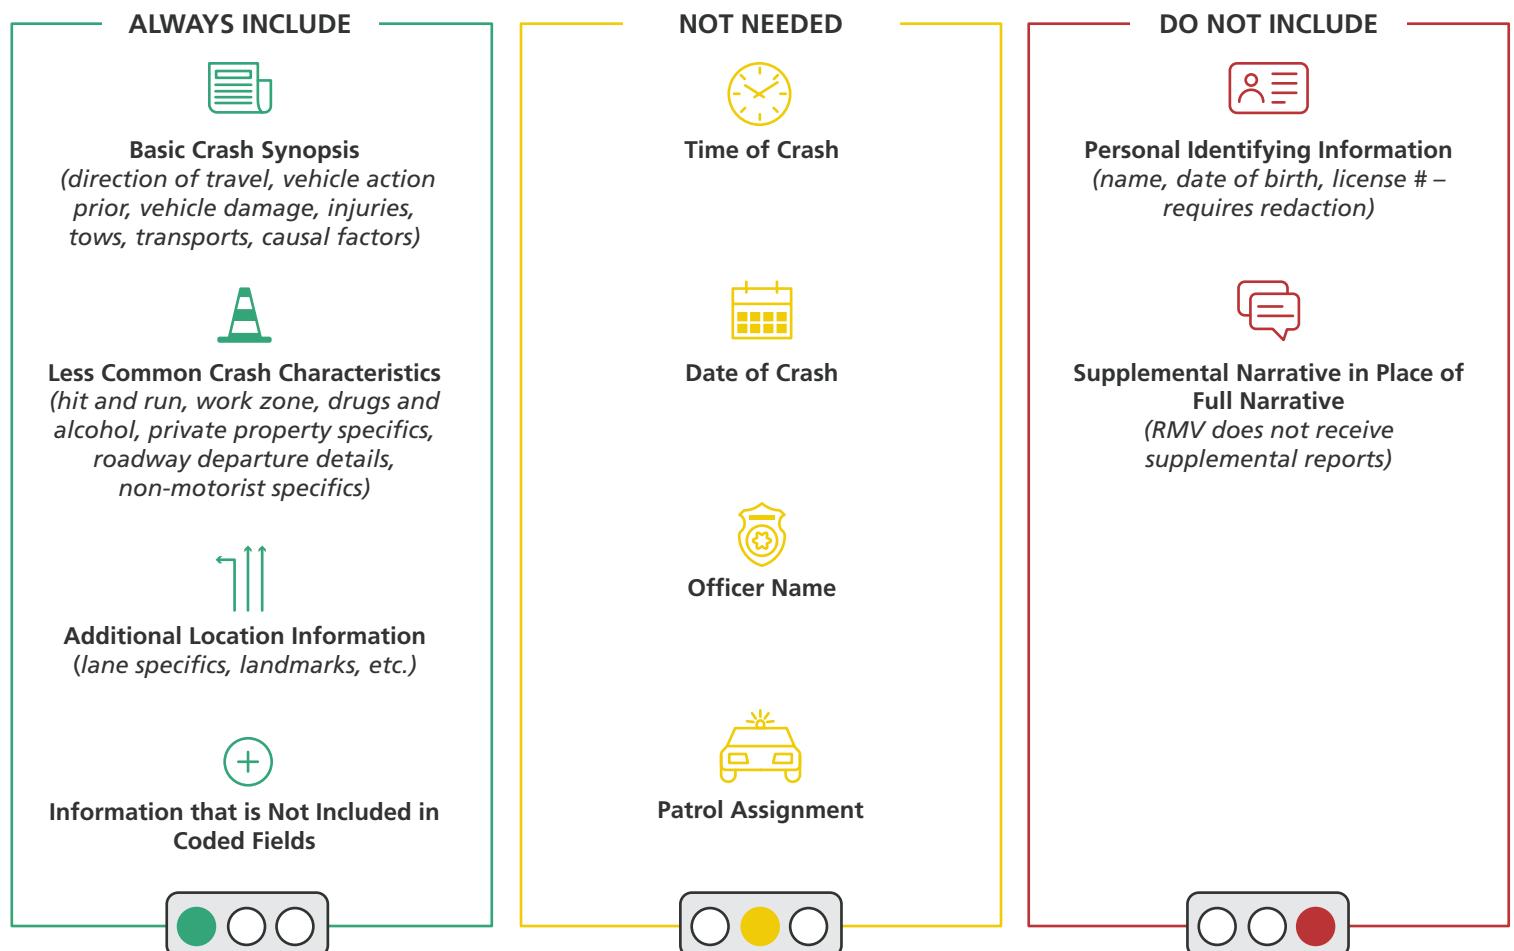 ALWAYS INCLUDE
Basic Crash Synopsis
(direction of travel, vehicle action
prior, vehicle damage, injuries,
tows, transports, causal factors)
Less Common Crash Characteristics
(hit and run, work zone, drugs and
alcohol, private property specifics,
roadway departure details,
non-motorist specifics)
Additional Location Information
(lane specifics, landmarks, etc.)
Information that is Not Included in
Coded Fields
NOT NEEDED
Time of Crash
Date of Crash
Officer Name
Patrol Assignment
DO NOT INCLUDE
Personal Identifying Information
(name, date of birth, license # –
requires redaction)
Supplemental Narrative in Place of
Full Narrative
(RMV does not receive
supplemental reports)